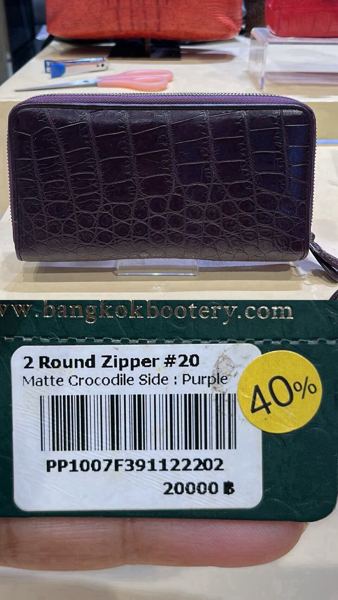 www.bangkokbootery.com
2 Round Zipper #20
Matte Crocodile Side : Purple
40%
PP1007F391122202
20000 ฿